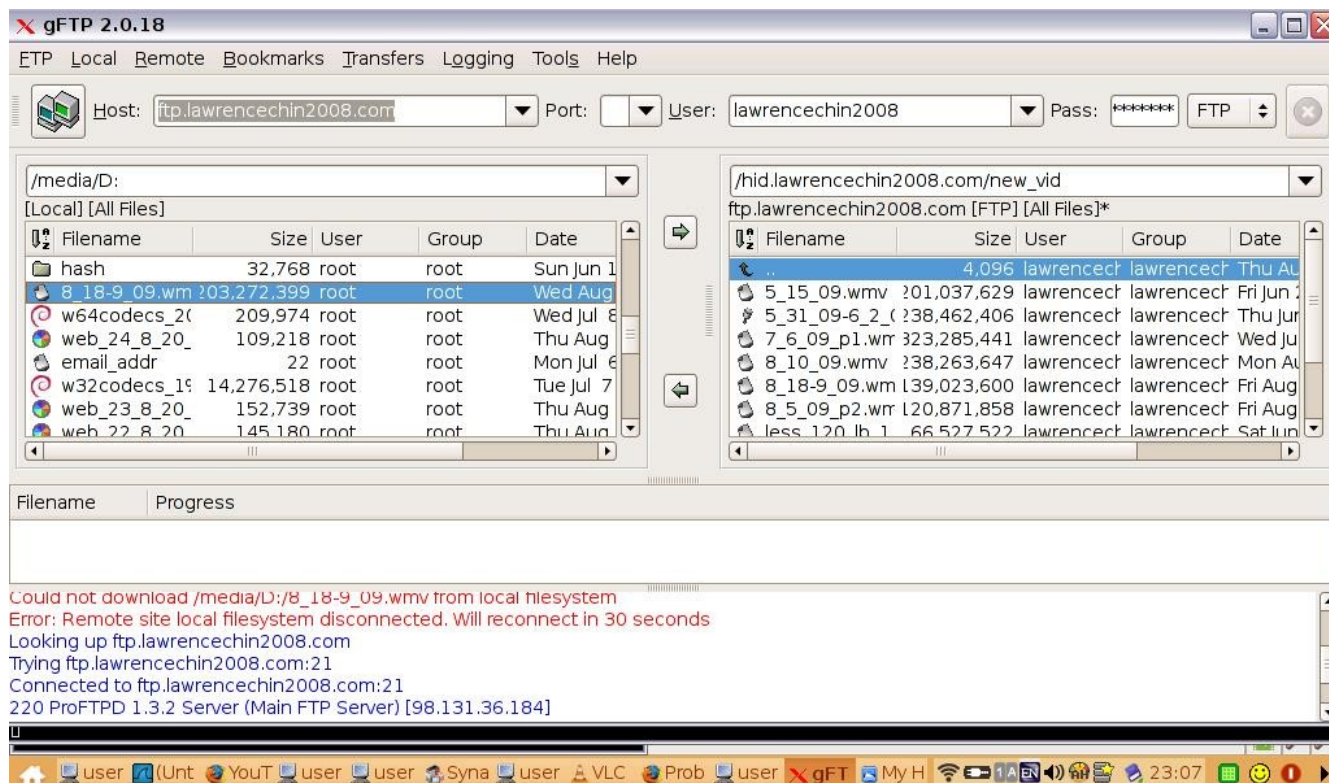 gFTP 2.0.18
FTP Local Remote Bookmarks Transfers Logging Tools Help
Host: ftp.lawrencechin2008.com Port: User: lawrencechin2008 Pass: ******* FTP
/media/D:
[Local] [All Files]
Filename Size User Group Date
hash 32,768 root root Sun Jun 1
8_18-9_09.wm 203,272,399 root root Wed Aug
w64codecs_20 209,974 root root Wed Jul 8
web_24_8_20_ 109,218 root root Thu Aug
email_addr 22 root root Mon Jul 6
w32codecs_19 14,276,518 root root Tue Jul 7
web_23_8_20_ 152,739 root root Thu Aug
web_22_8_20 145,180 root root Thu Aug
/hid.lawrencechin2008.com/new_vid
ftp.lawrencechin2008.com [FTP] [All Files]*
Filename Size User Group Date
.. 4,096 lawrencech lawrencech Thu Au
5_15_09.wmv 201,037,629 lawrencech lawrencech Fri Jun
5_31_09-6_2_0 238,462,406 lawrencech lawrencech Thu Jun
7_6_09_p1.wm 323,285,441 lawrencech lawrencech Wed Ju
8_10_09.wmv 238,263,647 lawrencech lawrencech Mon Au
8_18-9_09.wm 139,023,600 lawrencech lawrencech Fri Aug
8_5_09_p2.wm 120,871,858 lawrencech lawrencech Fri Aug
less_120_lb_1 66,527,522 lawrencech lawrencech Sat Jun
Filename Progress
Could not download /media/D:/8_18-9_09.wmv from local filesystem
Error: Remote site local filesystem disconnected. Will reconnect in 30 seconds
Looking up ftp.lawrencechin2008.com
Trying ftp.lawrencechin2008.com:21
Connected to ftp.lawrencechin2008.com:21
220 ProFTPD 1.3.2 Server (Main FTP Server) [98.131.36.184]
user (Unt YouT user user Syna user VLC Prob user gFT My H 1A EN 23:07